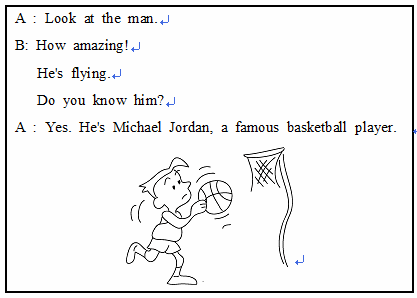 A : Look at the man.
B: How amazing!
He's flying.
Do you know him?
A : Yes. He's Michael Jordan, a famous basketball player.